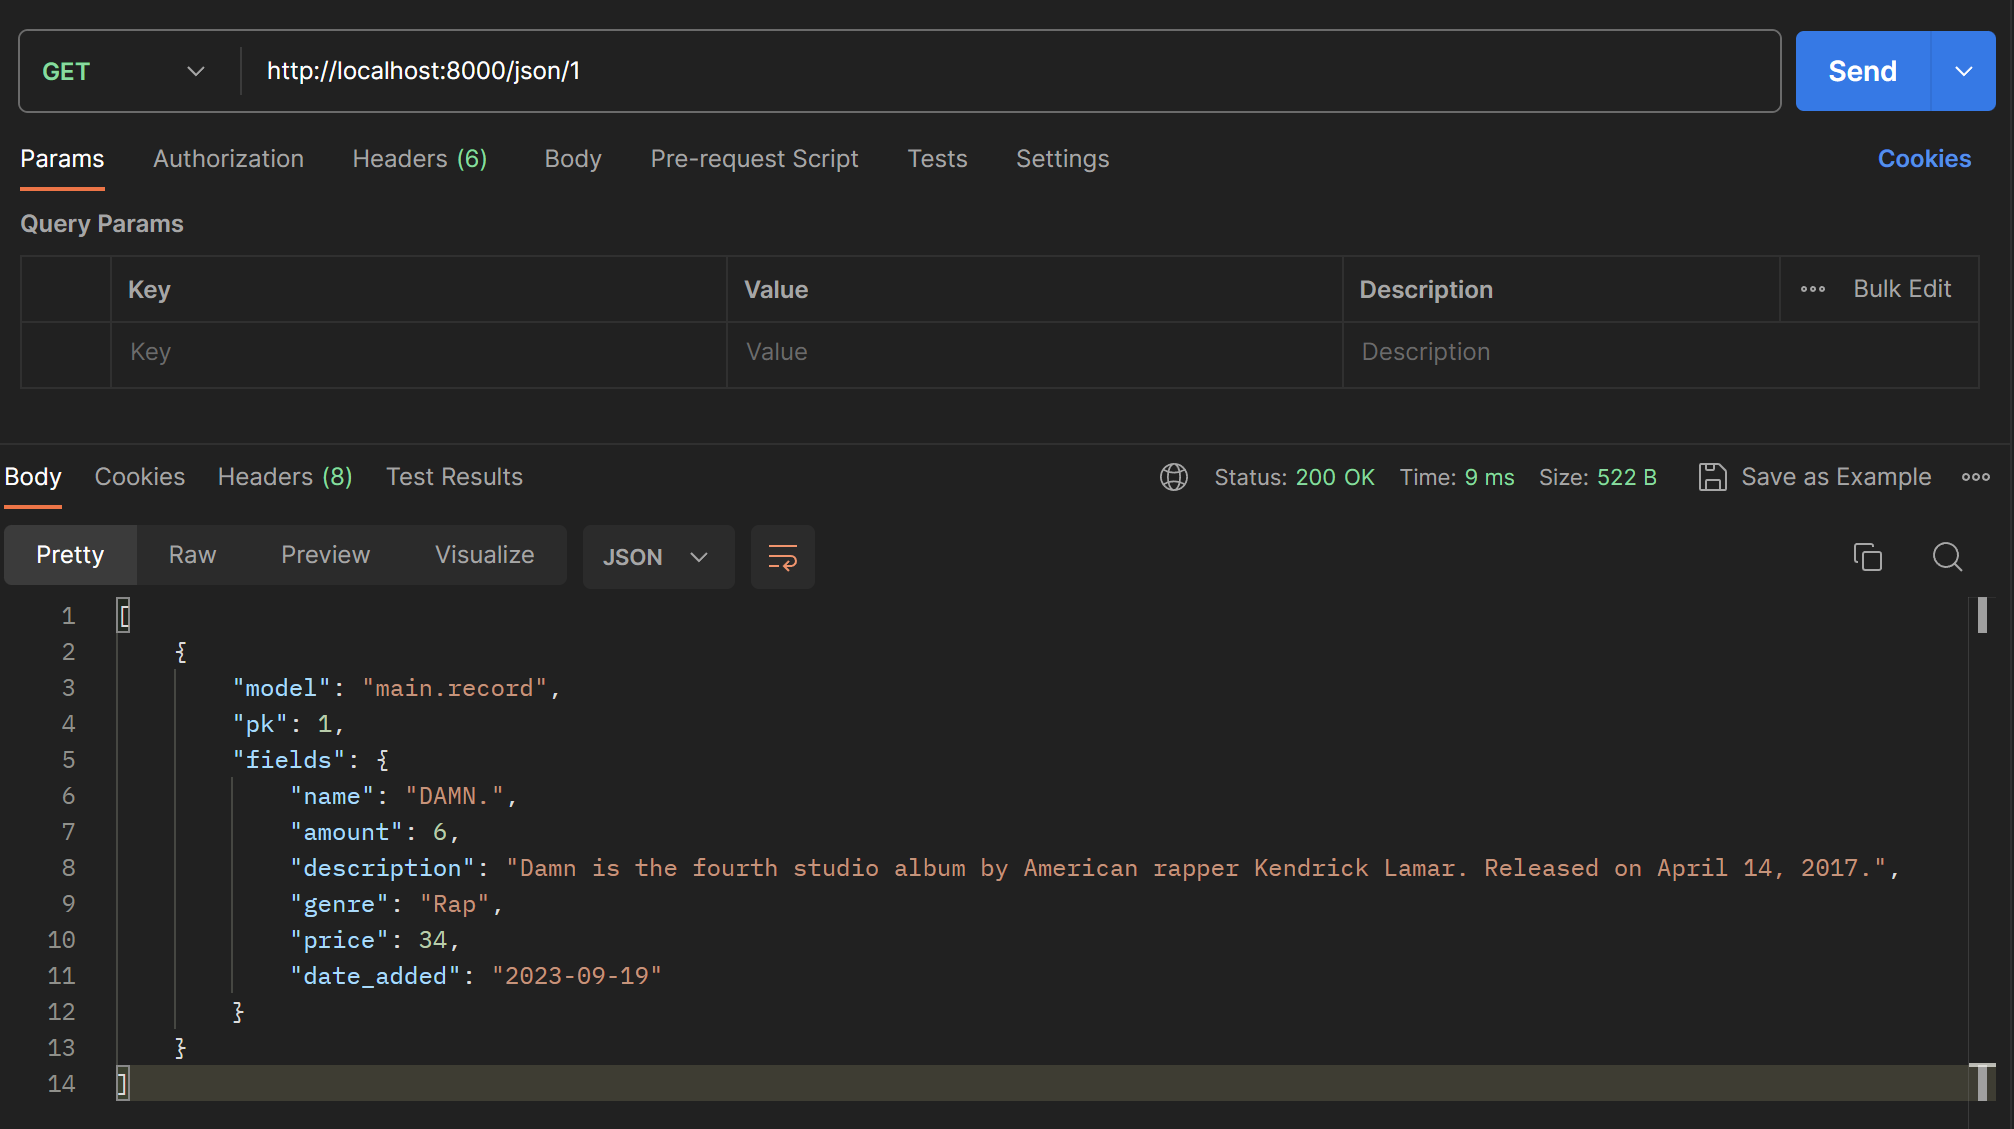 GET http://localhost:8000/json/1 Send
Params Authorization Headers (6) Body Pre-request Script Tests Settings Cookies
Query Params
Key Value Description Bulk Edit
Key Value Description
Body Cookies Headers (8) Test Results Status: 200 OK Time: 9 ms Size: 522 B Save as Example
Pretty Raw Preview Visualize JSON
1 [
2 {
3 "model": "main.record",
4 "pk": 1,
5 "fields": {
6 "name": "DAMN.",
7 "amount": 6,
8 "description": "Damn is the fourth studio album by American rapper Kendrick Lamar. Released on April 14, 2017.",
9 "genre": "Rap",
10 "price": 34,
11 "date_added": "2023-09-19"
12 }
13 }
14 ]